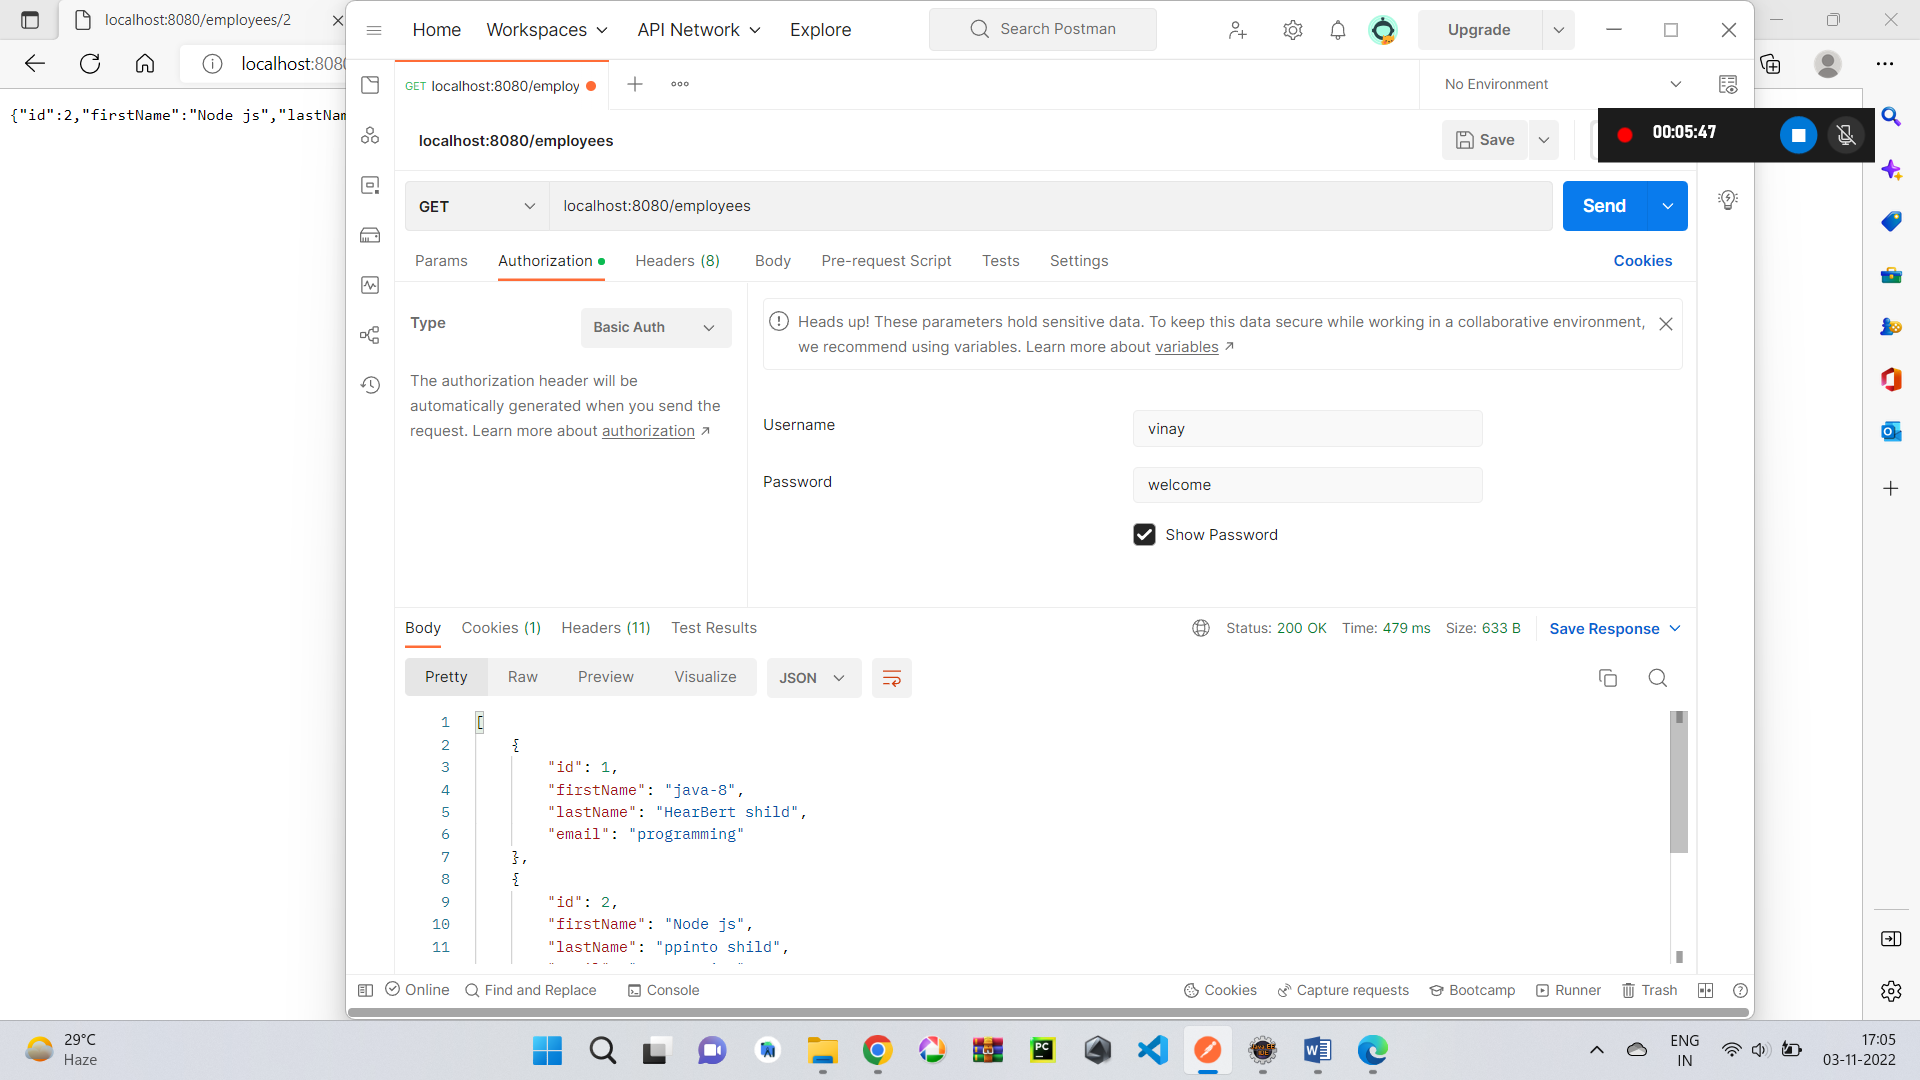 localhost:8080/employees/2
localhost:808
{"id":2,"firstName":"Node js","lastNam
Home
Workspaces
API Network
Explore
Search Postman
Upgrade
GET localhost:8080/employ
No Environment
localhost:8080/employees
Save
00:05:47
GET
localhost:8080/employees
Send
Params
Authorization
Headers (8)
Body
Pre-request Script
Tests
Settings
Cookies
Type
Basic Auth
The authorization header will be
automatically generated when you send the
request. Learn more about authorization ↗
Heads up! These parameters hold sensitive data. To keep this data secure while working in a collaborative environment,
we recommend using variables. Learn more about variables ↗
Username
vinay
Password
welcome
Show Password
Body
Cookies (1)
Headers (11)
Test Results
Status: 200 OK
Time: 479 ms
Size: 633 B
Save Response
Pretty
Raw
Preview
Visualize
JSON
1 [
2 {
3 "id": 1,
4 "firstName": "java-8",
5 "lastName": "HearBert shild",
6 "email": "programming"
7 },
8 {
9 "id": 2,
10 "firstName": "Node js",
11 "lastName": "ppinto shild",
Online
Find and Replace
Console
Cookies
Capture requests
Bootcamp
Runner
Trash
29°C
Haze
ENG
IN
17:05
03-11-2022